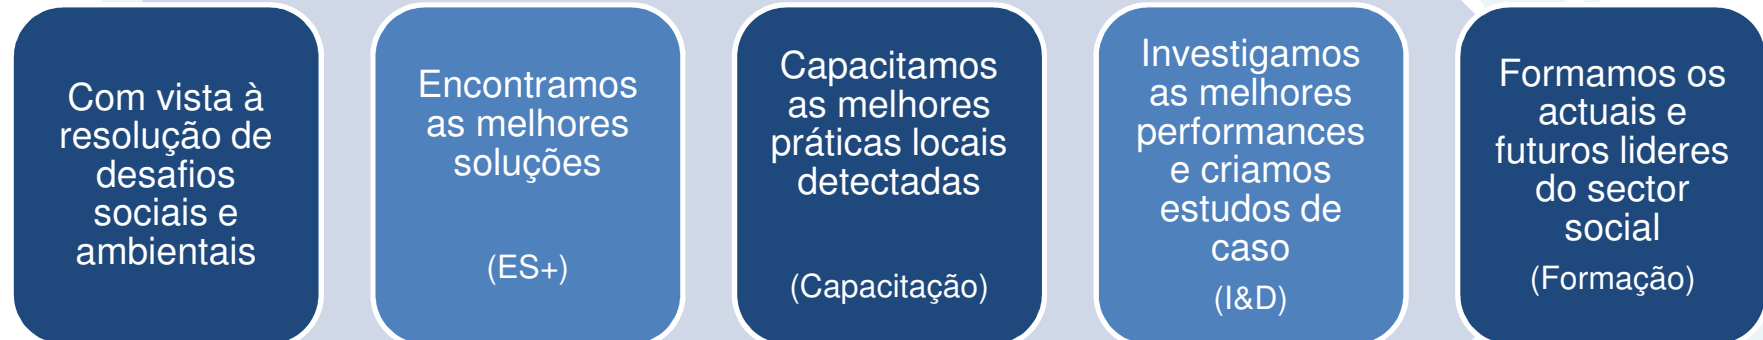 Com vista à
resolução de
desafios
sociais e
ambientais
Encontramos
as melhores
soluções
(ES+)
Capacitamos
as melhores
práticas locais
detectadas
(Capacitação)
Investigamos
as melhores
performances
e criamos
estudos de
caso
(I&D)
Formamos os
actuais e
futuros lideres
do sector
social
(Formação)